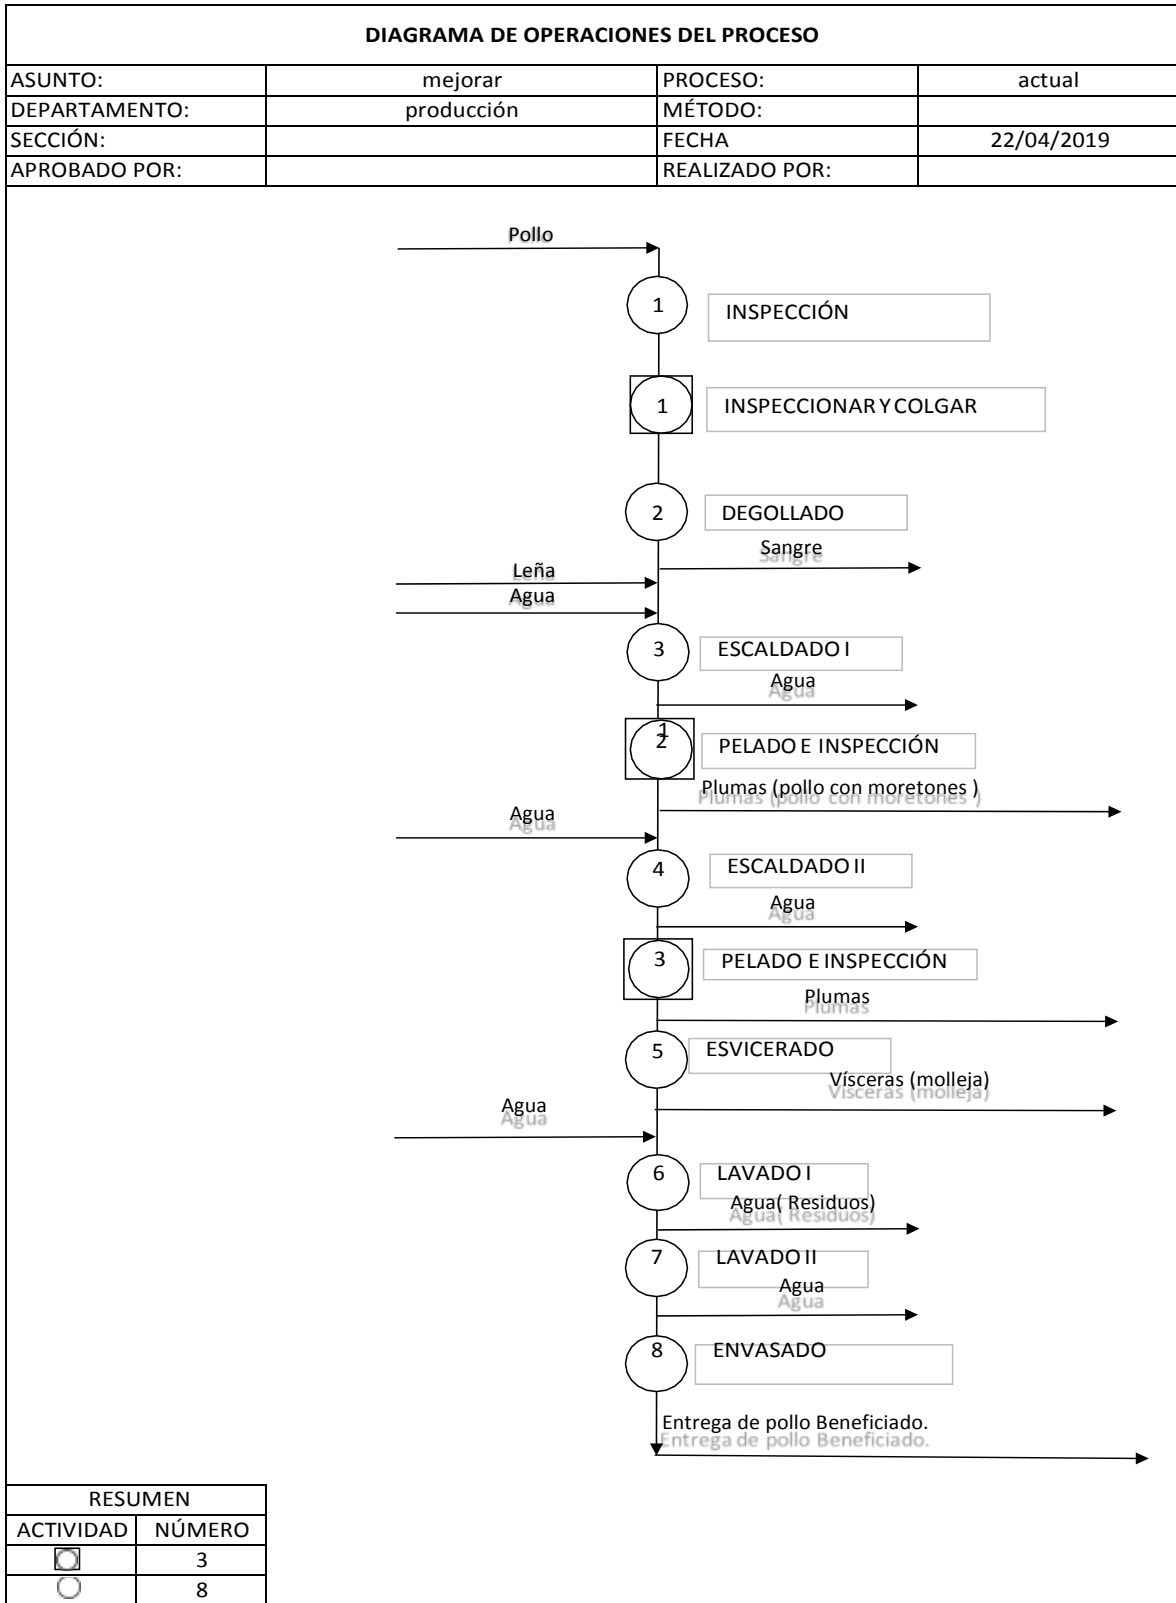 DIAGRAMA DE OPERACIONES DEL PROCESO
ASUNTO: mejorar PROCESO: actual
DEPARTAMENTO: producción MÉTODO:
SECCIÓN: FECHA 22/04/2019
APROBADO POR: REALIZADO POR:
Pollo
1 INSPECCIÓN
1 INSPECCIONAR Y COLGAR
2 DEGOLLADO
Sangre
Leña
Agua
3 ESCALDADO I
Agua
1
2 PELADO E INSPECCIÓN
Plumas (pollo con moretones )
Agua
4 ESCALDADO II
Agua
3 PELADO E INSPECCIÓN
Plumas
5 ESVICERADO
Vísceras (molleja)
Agua
6 LAVADO I
Agua( Residuos)
7 LAVADO II
Agua
8 ENVASADO
Entrega de pollo Beneficiado.
RESUMEN
ACTIVIDAD NÚMERO
3
8